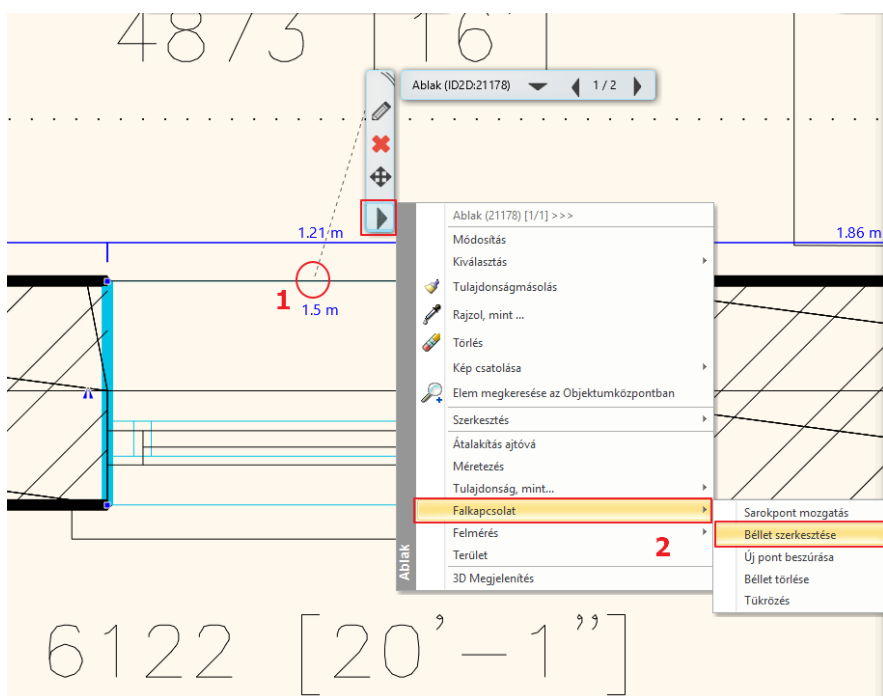 4873 [16']
Ablak (ID2D:21178) 1 / 2
Ablak (21178) [1/1] >>>
1.21 m
1.86 m
Módosítás
Kiválasztás
Tulajdonságmásolás
1
1.5 m
Rajzol, mint ...
Törlés
Kép csatolása
Elem megkeresése az Objektumközpontban
Szerkesztés
Átalakítás ajtóvá
Méretezés
Tulajdonság, mint...
Falkapcsolat
Sarokpont mozgatás
Felmérés
2
Béllet szerkesztése
Terület
Új pont beszúrása
Ablak
3D Megjelenítés
Béllet törlése
Tükrözés
6122 [20'-1"]